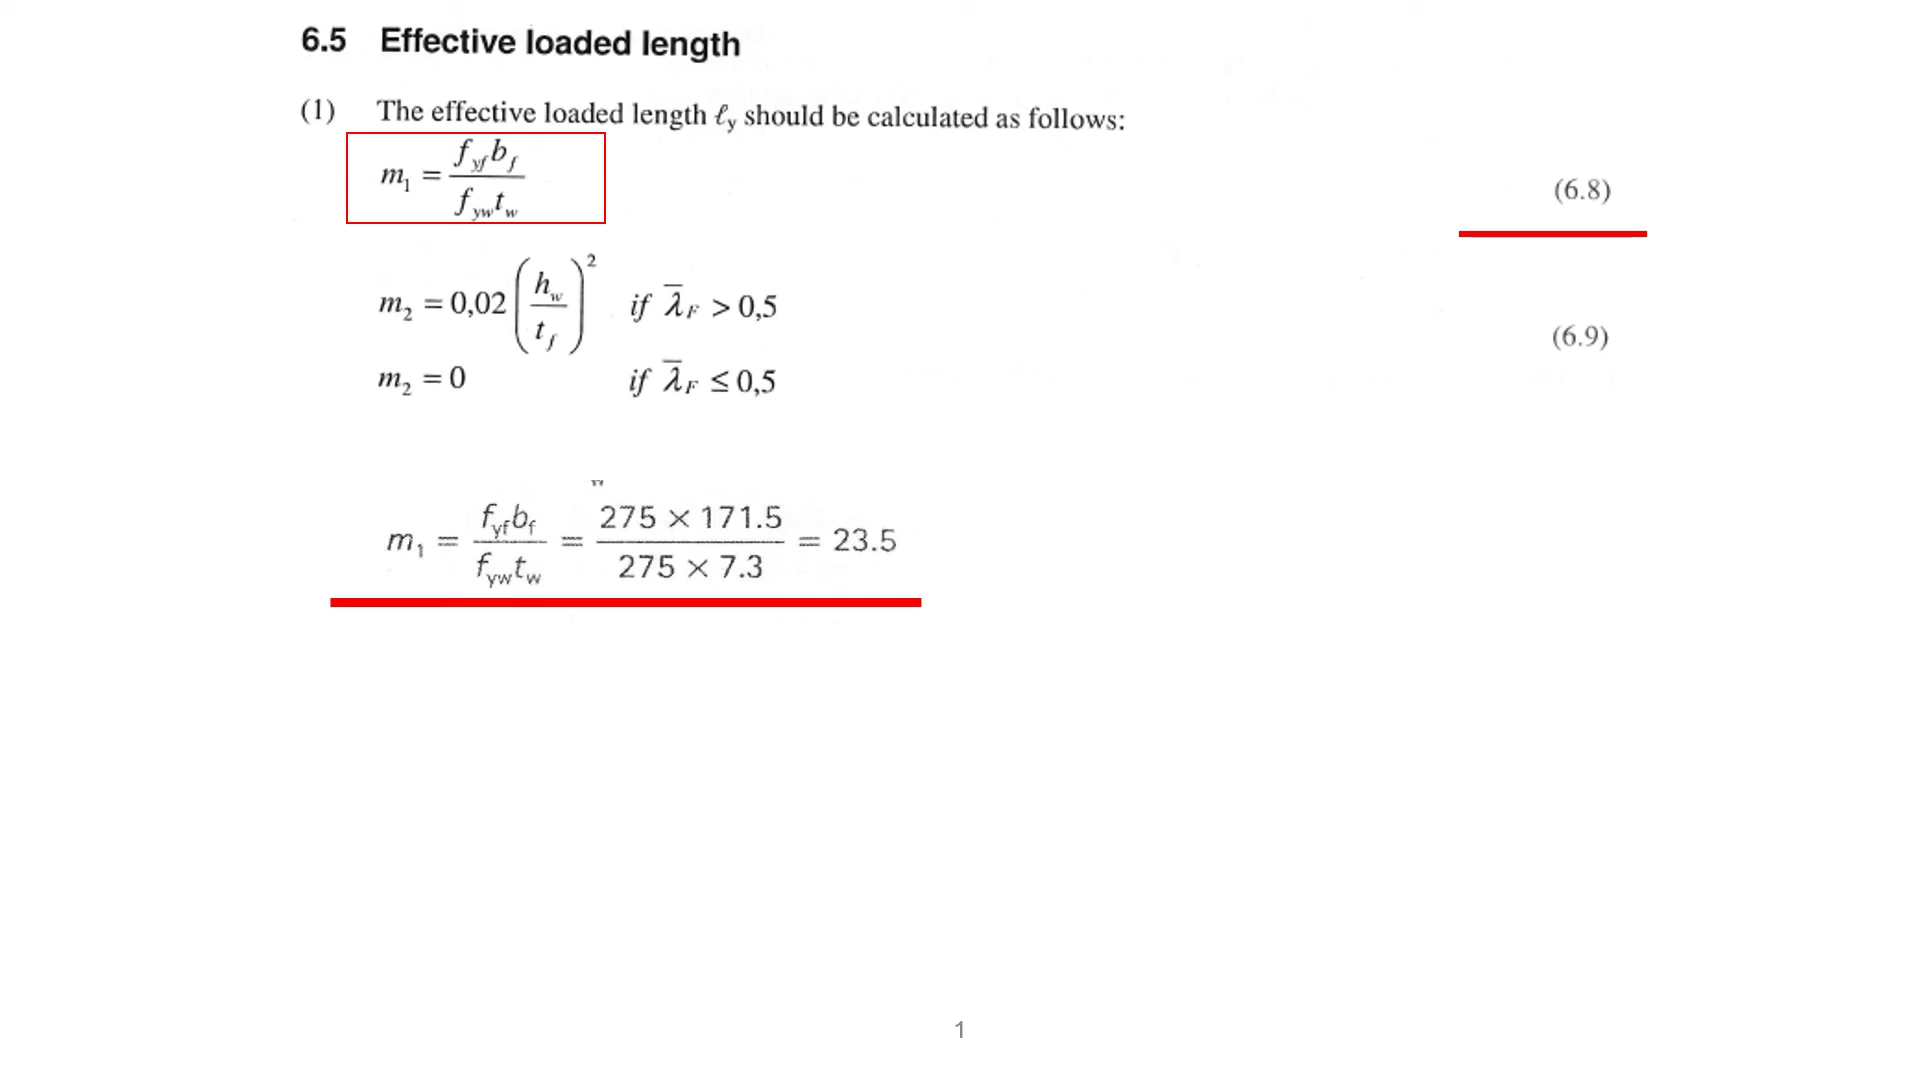 6.5 Effective loaded length
(1) The effective loaded length ℓy should be calculated as follows:
m₁ = f_yf b_f / f_yw t_w (6.8)
m₂ = 0,02 (h_w / t_f)² if λ̄_F > 0,5 (6.9)
m₂ = 0 if λ̄_F ≤ 0,5
m₁ = f_yf b_f / f_yw t_w = 275 × 171.5 / 275 × 7.3 = 23.5
1